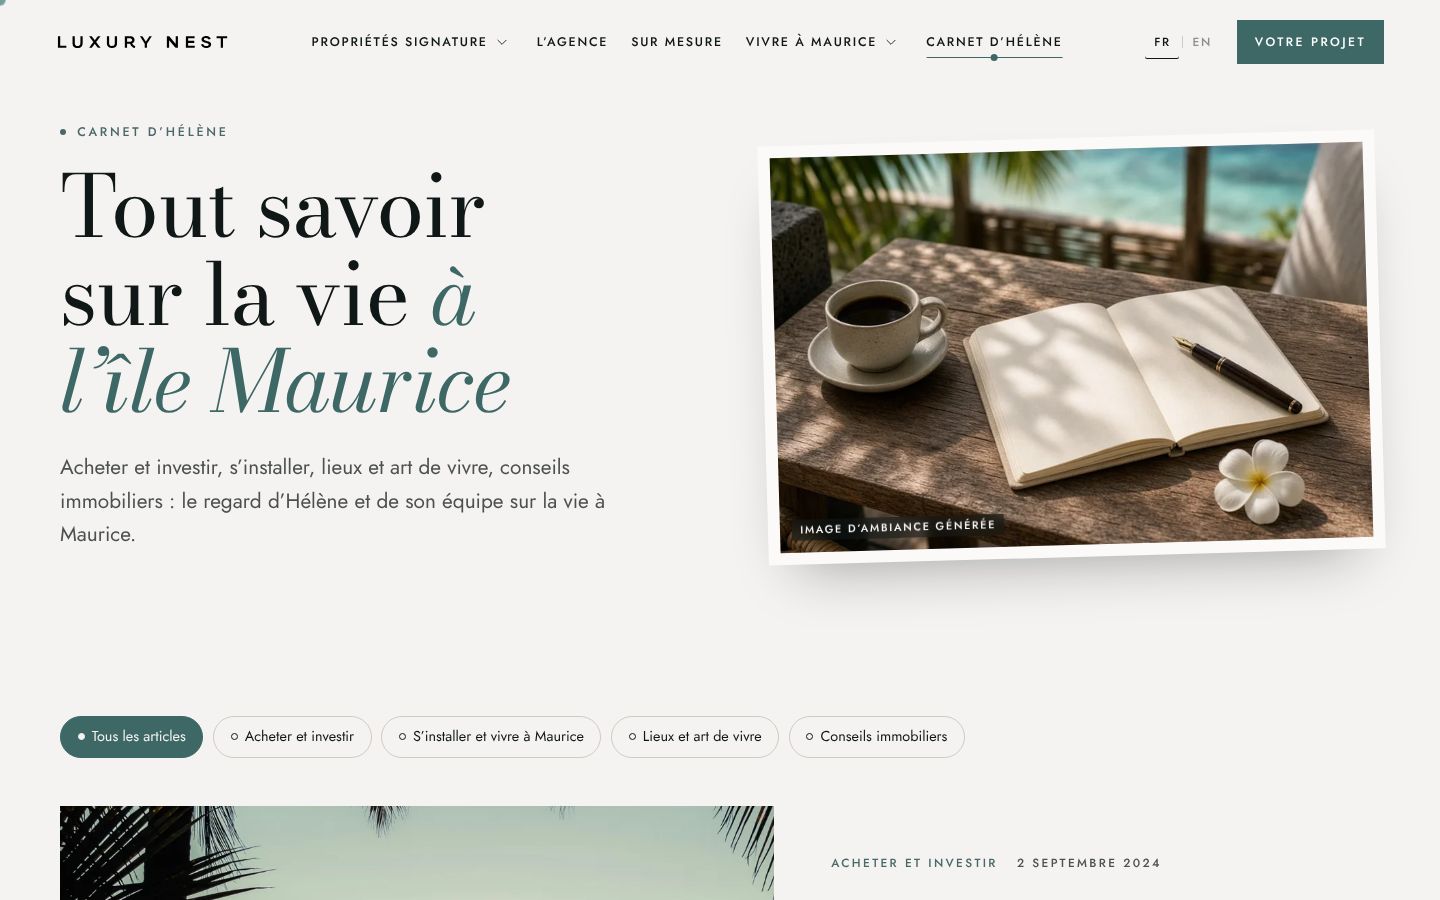 LUXURY NEST
PROPRIÉTÉS SIGNATURE
L’AGENCE
SUR MESURE
VIVRE À MAURICE
CARNET D’HÉLÈNE
FR
EN
VOTRE PROJET
CARNET D’HÉLÈNE
Tout savoir
sur la vie à
l’île Maurice
Acheter et investir, s’installer, lieux et art de vivre, conseils
immobiliers : le regard d’Hélène et de son équipe sur la vie à
Maurice.
IMAGE D’AMBIANCE GÉNÉRÉE
Tous les articles
Acheter et investir
S’installer et vivre à Maurice
Lieux et art de vivre
Conseils immobiliers
ACHETER ET INVESTIR
2 SEPTEMBRE 2024